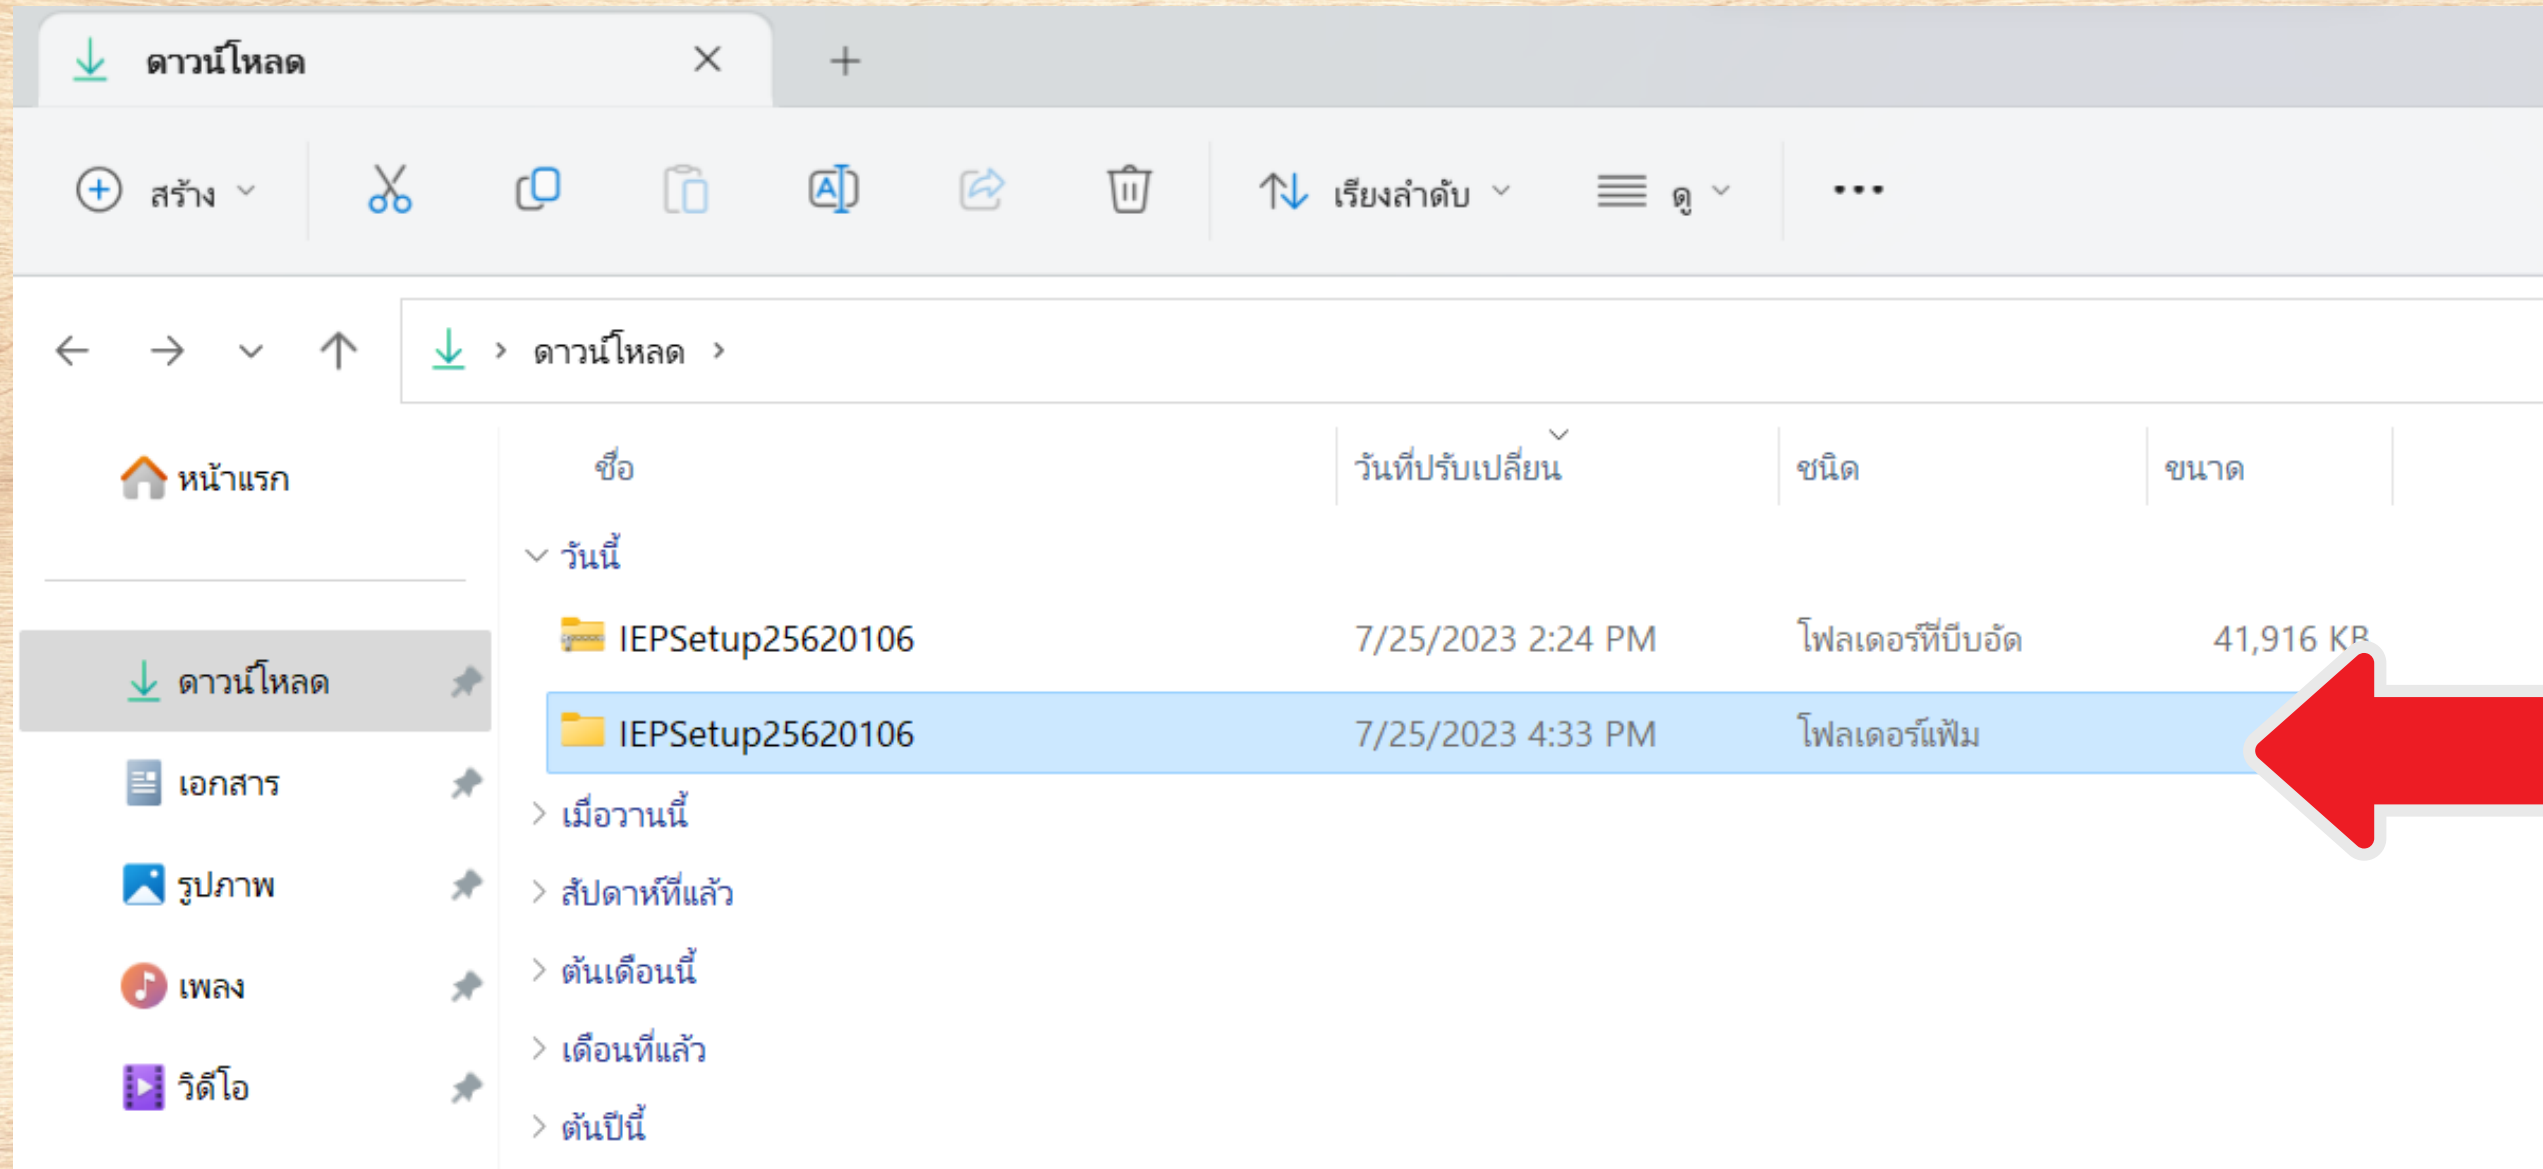 ดาวน์โหลด
สร้าง
เรียงลำดับ
ดู
ดาวน์โหลด
หน้าแรก
ดาวน์โหลด
เอกสาร
รูปภาพ
เพลง
วิดีโอ
ชื่อ วันที่ปรับเปลี่ยน ชนิด ขนาด
วันนี้
IEPSetup25620106 7/25/2023 2:24 PM โฟลเดอร์ที่บีบอัด 41,916 KB
IEPSetup25620106 7/25/2023 4:33 PM โฟลเดอร์แฟ้ม
เมื่อวานนี้
สัปดาห์ที่แล้ว
ต้นเดือนนี้
เดือนที่แล้ว
ต้นปีนี้